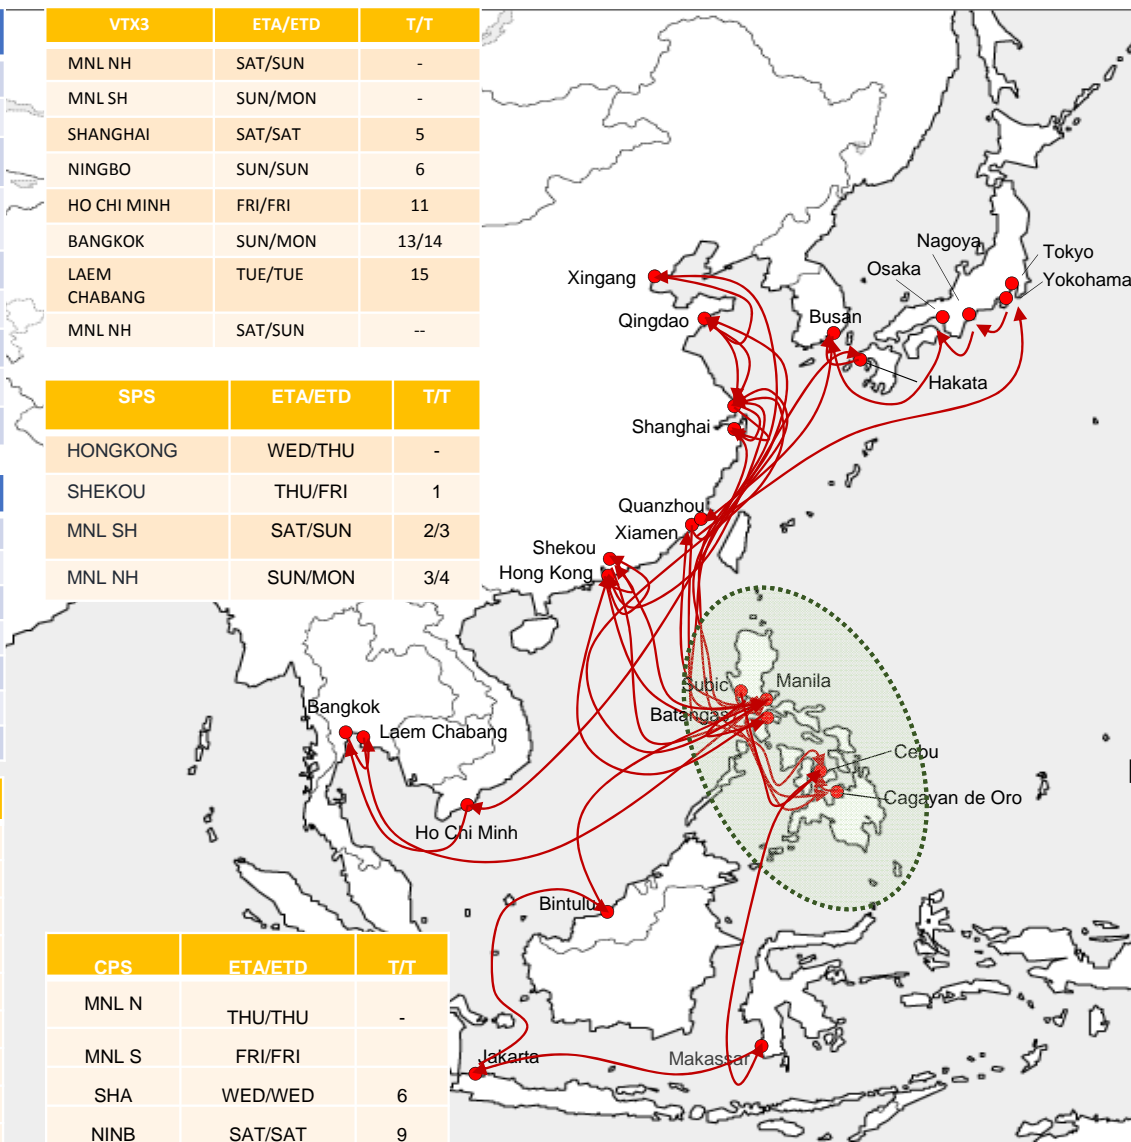 VTX3 ETA/ETD T/T
MNL NH SAT/SUN -
MNL SH SUN/MON -
SHANGHAI SAT/SAT 5
NINGBO SUN/SUN 6
HO CHI MINH FRI/FRI 11
BANGKOK SUN/MON 13/14
LAEM
CHABANG TUE/TUE 15
MNL NH SAT/SUN --
SPS ETA/ETD T/T
HONGKONG WED/THU -
SHEKOU THU/FRI 1
MNL SH SAT/SUN 2/3
MNL NH SUN/MON 3/4
CPS ETA/ETD T/T
MNL N THU/THU -
MNL S FRI/FRI
SHA WED/WED 6
NINB SAT/SAT 9
Nagoya
Tokyo
Osaka
Yokohama
Xingang
Qingdao
Busan
Hakata
Shanghai
Quanzhou
Xiamen
Shekou
Hong Kong
Subic
Manila
Batangas
Bangkok
Laem Chabang
Cebu
Cagayan de Oro
Ho Chi Minh
Bintulu
Jakarta
Makassar